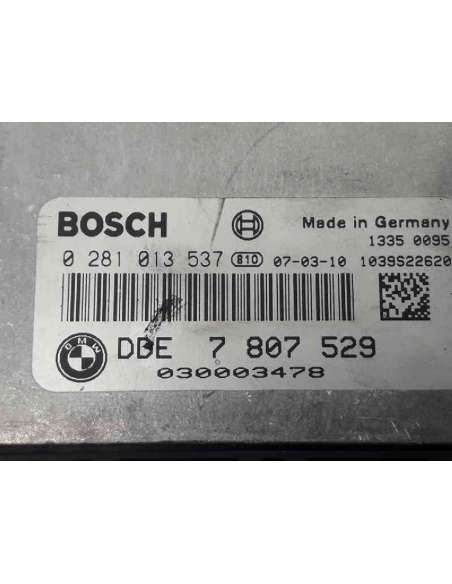 BOSCH
Made in Germany
1335 0095
0 281 013 537 810 07-03-10 1039S22620
BMW DDE 7 807 529
030003478